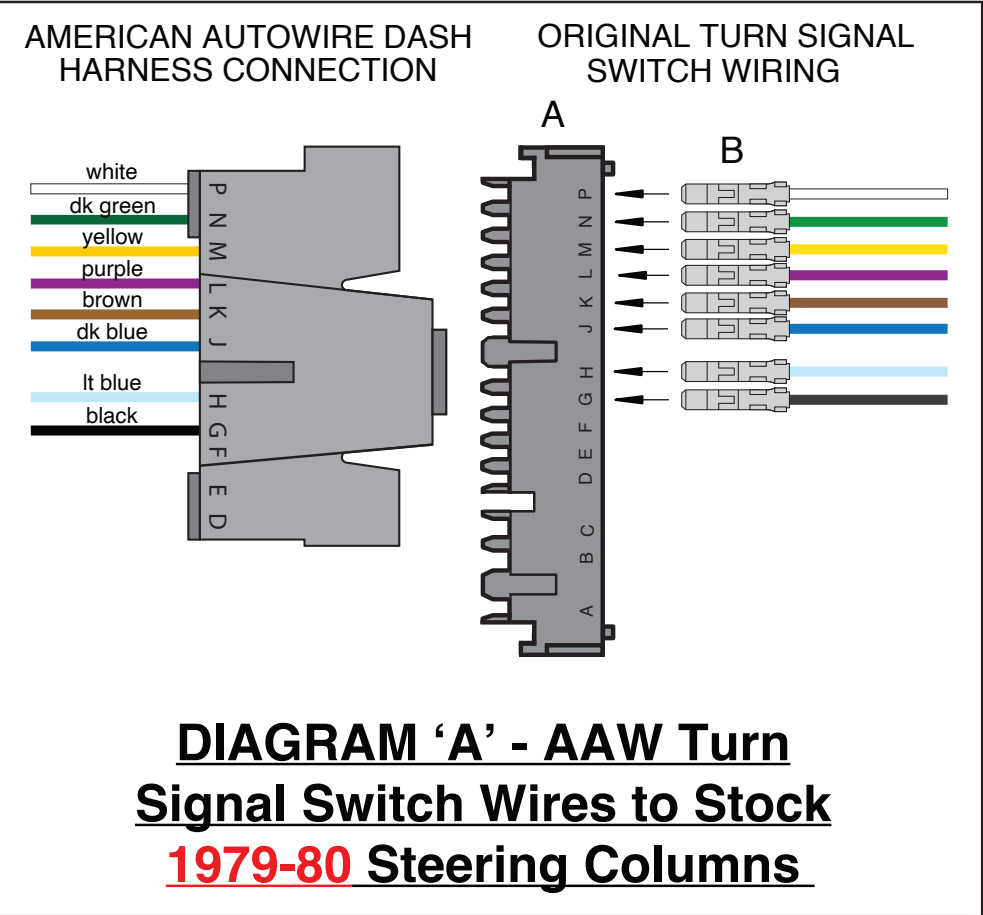 AMERICAN AUTOWIRE DASH
HARNESS CONNECTION
ORIGINAL TURN SIGNAL
SWITCH WIRING
A
B
white
dk green
yellow
purple
brown
dk blue
lt blue
black
P
N
M
L
K
J
H
G
F
E
D
P
N
M
L
K
J
H
G
F
E
D
C
B
A
DIAGRAM ‘A’ - AAW Turn
Signal Switch Wires to Stock
1979-80 Steering Columns